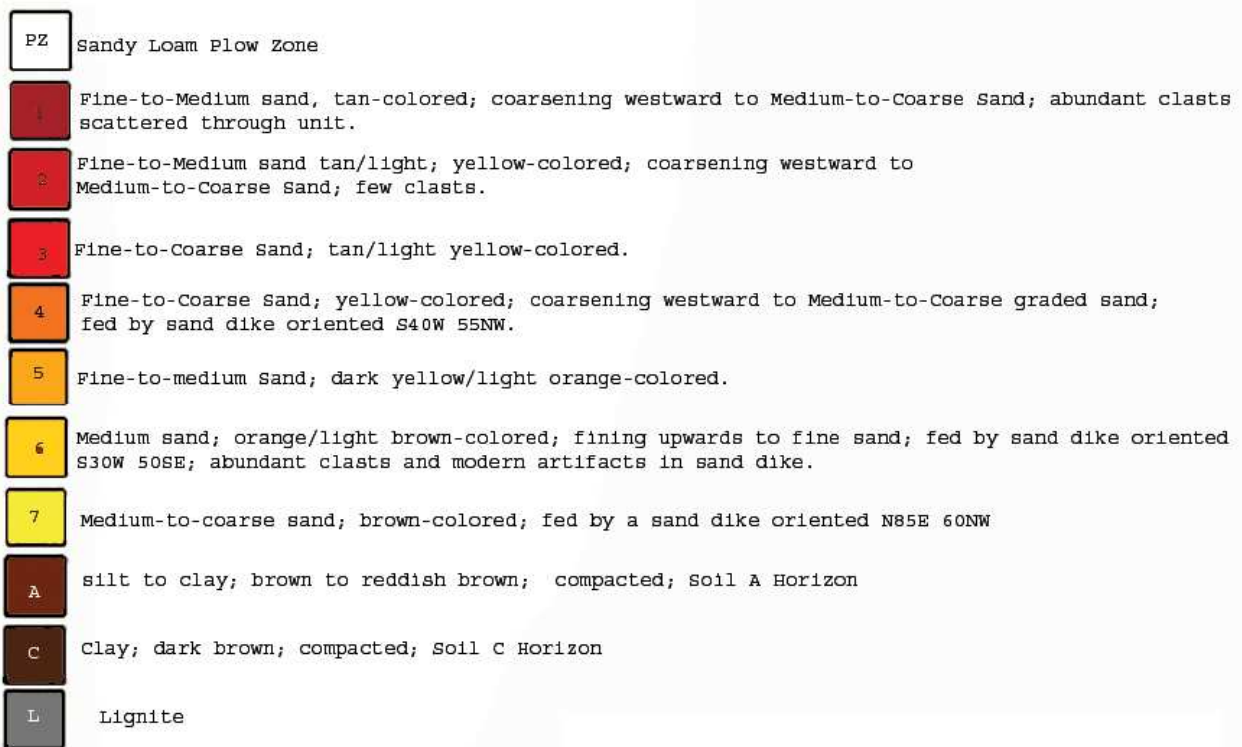 PZ Sandy Loam Plow Zone
1 Fine-to-Medium sand, tan-colored; coarsening westward to Medium-to-Coarse Sand; abundant clasts
scattered through unit.
2 Fine-to-Medium sand tan/light; yellow-colored; coarsening westward to
Medium-to-Coarse Sand; few clasts.
3 Fine-to-Coarse Sand; tan/light yellow-colored.
4 Fine-to-Coarse Sand; yellow-colored; coarsening westward to Medium-to-Coarse graded sand;
fed by sand dike oriented S40W 55NW.
5 Fine-to-medium Sand; dark yellow/light orange-colored.
6 Medium sand; orange/light brown-colored; fining upwards to fine sand; fed by sand dike oriented
S30W 50SE; abundant clasts and modern artifacts in sand dike.
7 Medium-to-coarse sand; brown-colored; fed by a sand dike oriented N85E 60NW
A silt to clay; brown to reddish brown; compacted; Soil A Horizon
C Clay; dark brown; compacted; Soil C Horizon
L Lignite